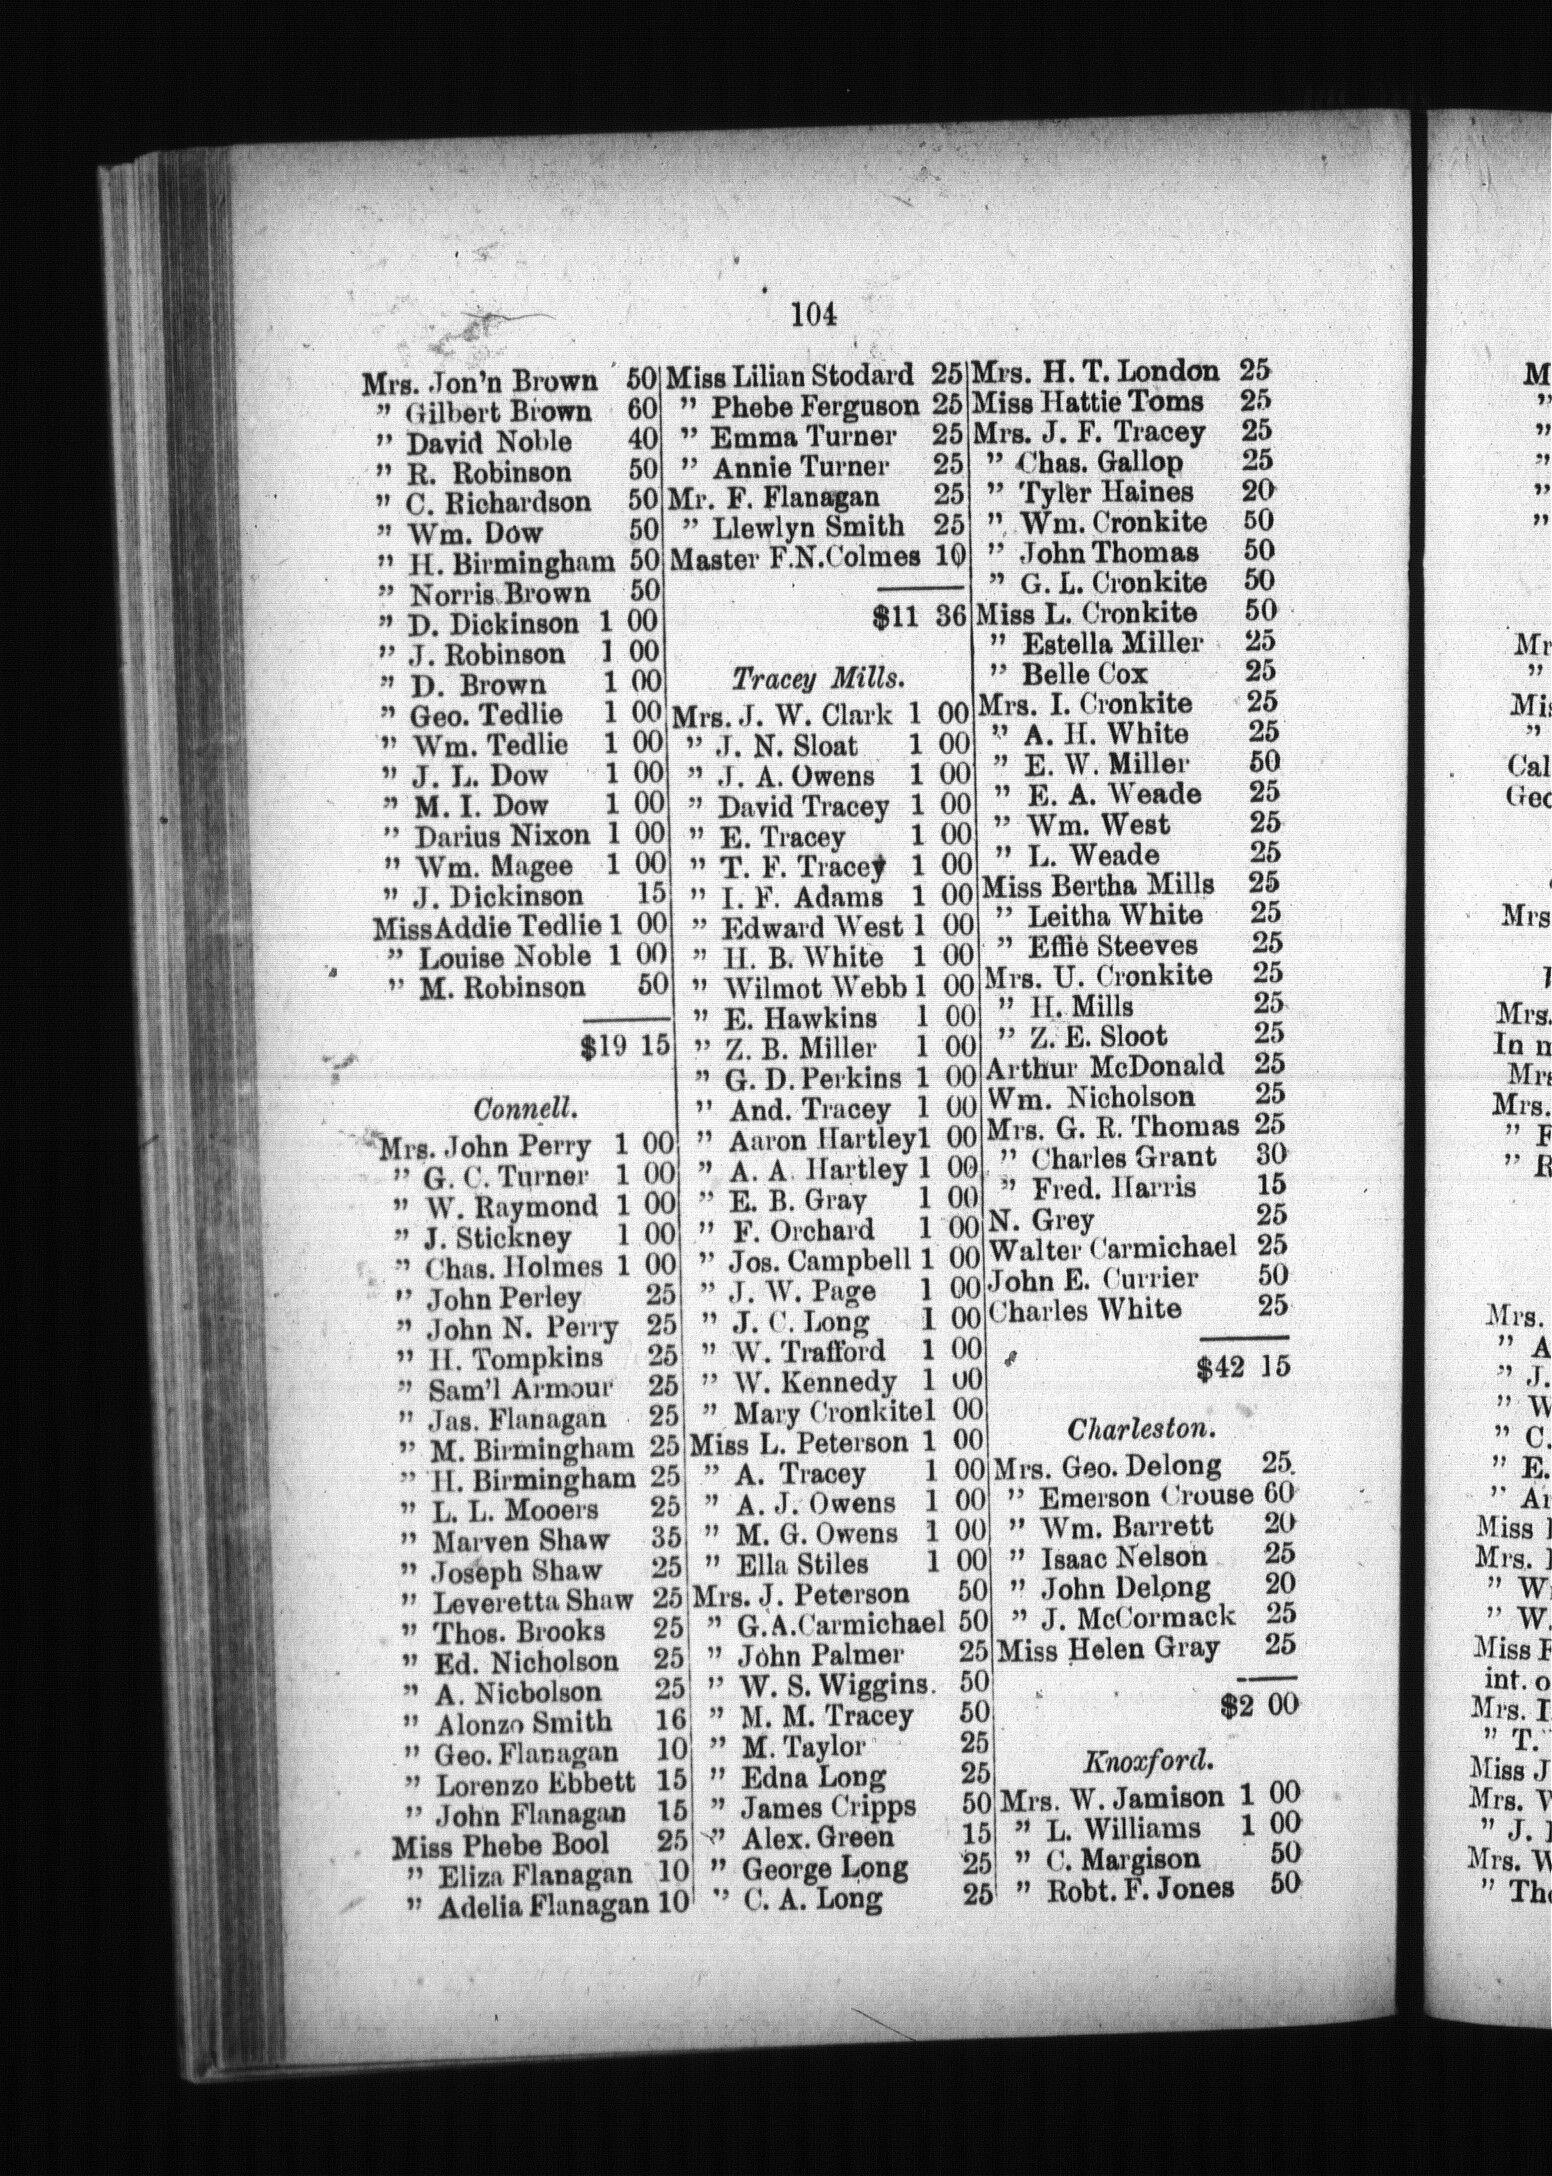 104
Mrs. Jon'n Brown 50
" Gilbert Brown 60
" David Noble 40
" R. Robinson 50
" C. Richardson 50
" Wm. Dow 50
" H. Birmingham 50
" Norris Brown 50
" D. Dickinson 1 00
" J. Robinson 1 00
" D. Brown 1 00
" Geo. Tedlie 1 00
" Wm. Tedlie 1 00
" J. L. Dow 1 00
" M. I. Dow 1 00
" Darius Nixon 1 00
" Wm. Magee 1 00
" J. Dickinson 15
Miss Addie Tedlie 1 00
" Louise Noble 1 00
" M. Robinson 50
$19 15
Connell.
Mrs. John Perry 1 00
" G. C. Turner 1 00
" W. Raymond 1 00
" J. Stickney 1 00
" Chas. Holmes 1 00
" John Perley 25
" John N. Perry 25
" H. Tompkins 25
" Sam'l Armour 25
" Jas. Flanagan 25
" M. Birmingham 25
" H. Birmingham 25
" L. L. Mooers 25
" Marven Shaw 35
" Joseph Shaw 25
" Leveretta Shaw 25
" Thos. Brooks 25
" Ed. Nicholson 25
" A. Nicbolson 25
" Alonzo Smith 16
" Geo. Flanagan 10
" Lorenzo Ebbett 15
" John Flanagan 15
Miss Phebe Bool 25
" Eliza Flanagan 10
" Adelia Flanagan 10
Miss Lilian Stodard 25
" Phebe Ferguson 25
" Emma Turner 25
" Annie Turner 25
Mr. F. Flanagan 25
" Llewlyn Smith 25
Master F.N.Colmes 10
$11 36
Tracey Mills.
Mrs. J. W. Clark 1 00
" J. N. Sloat 1 00
" J. A. Owens 1 00
" David Tracey 1 00
" E. Tracey 1 00
" T. F. Tracey 1 00
" I. F. Adams 1 00
" Edward West 1 00
" H. B. White 1 00
" Wilmot Webb 1 00
" E. Hawkins 1 00
" Z. B. Miller 1 00
" G. D. Perkins 1 00
" And. Tracey 1 00
" Aaron Hartley 1 00
" A. A. Hartley 1 00
" E. B. Gray 1 00
" F. Orchard 1 00
" Jos. Campbell 1 00
" J. W. Page 1 00
" J. C. Long 1 00
" W. Trafford 1 00
" W. Kennedy 1 00
" Mary Cronkite 1 00
Miss L. Peterson 1 00
" A. Tracey 1 00
" A. J. Owens 1 00
" M. G. Owens 1 00
" Ella Stiles 1 00
Mrs. J. Peterson 50
" G.A.Carmichael 50
" John Palmer 25
" W. S. Wiggins. 50
" M. M. Tracey 50
" M. Taylor 25
" Edna Long 25
" James Cripps 50
" Alex. Green 15
" George Long 25
" C. A. Long 25
Mrs. H. T. London 25
Miss Hattie Toms 25
Mrs. J. F. Tracey 25
" Chas. Gallop 25
" Tyler Haines 20
" Wm. Cronkite 50
" John Thomas 50
" G. L. Cronkite 50
Miss L. Cronkite 50
" Estella Miller 25
" Belle Cox 25
Mrs. I. Cronkite 25
" A. H. White 25
" E. W. Miller 50
" E. A. Weade 25
" Wm. West 25
" L. Weade 25
Miss Bertha Mills 25
" Leitha White 25
" Effie Steeves 25
Mrs. U. Cronkite 25
" H. Mills 25
" Z. E. Sloot 25
Arthur McDonald 25
Wm. Nicholson 25
Mrs. G. R. Thomas 25
" Charles Grant 30
" Fred. Harris 15
N. Grey 25
Walter Carmichael 25
John E. Currier 50
Charles White 25
$42 15
Charleston.
Mrs. Geo. Delong 25
" Emerson Crouse 60
" Wm. Barrett 20
" Isaac Nelson 25
" John Delong 20
" J. McCormack 25
Miss Helen Gray 25
$2 00
Knoxford.
Mrs. W. Jamison 1 00
" L. Williams 1 00
" C. Margison 50
" Robt. F. Jones 50